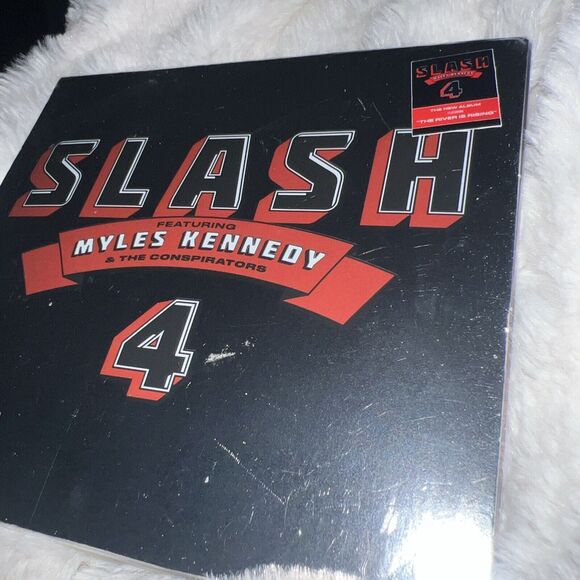 SLASH
FEATURING
MYLES KENNEDY
& THE CONSPIRATORS
4
SLASH
4
THE NEW ALBUM
"THE RIVER IS RISING"